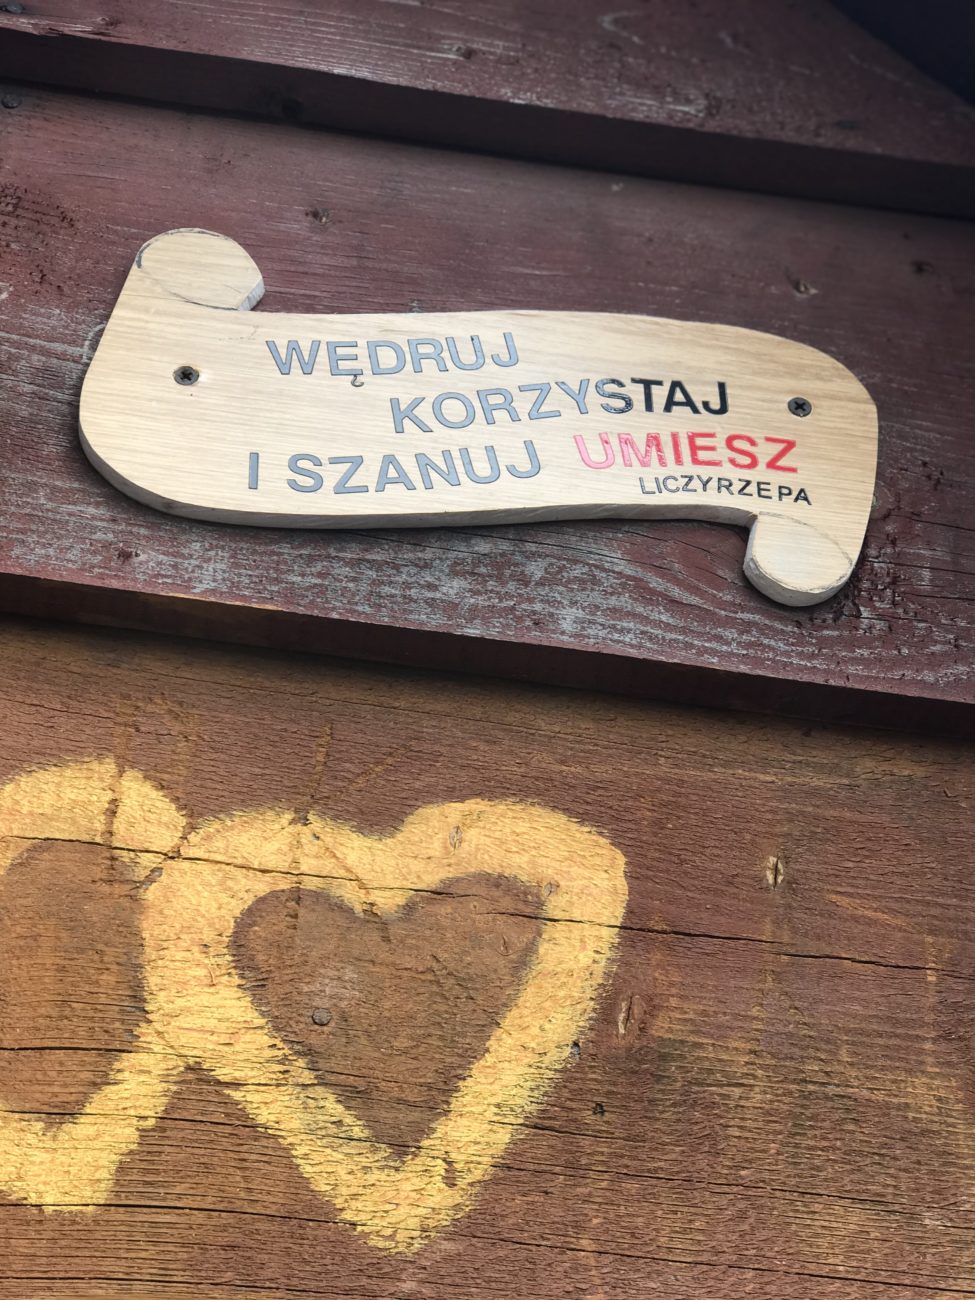 WĘDRUJ
KORZYSTAJ
I SZANUJ UMIESZ
LICZYRZEPA